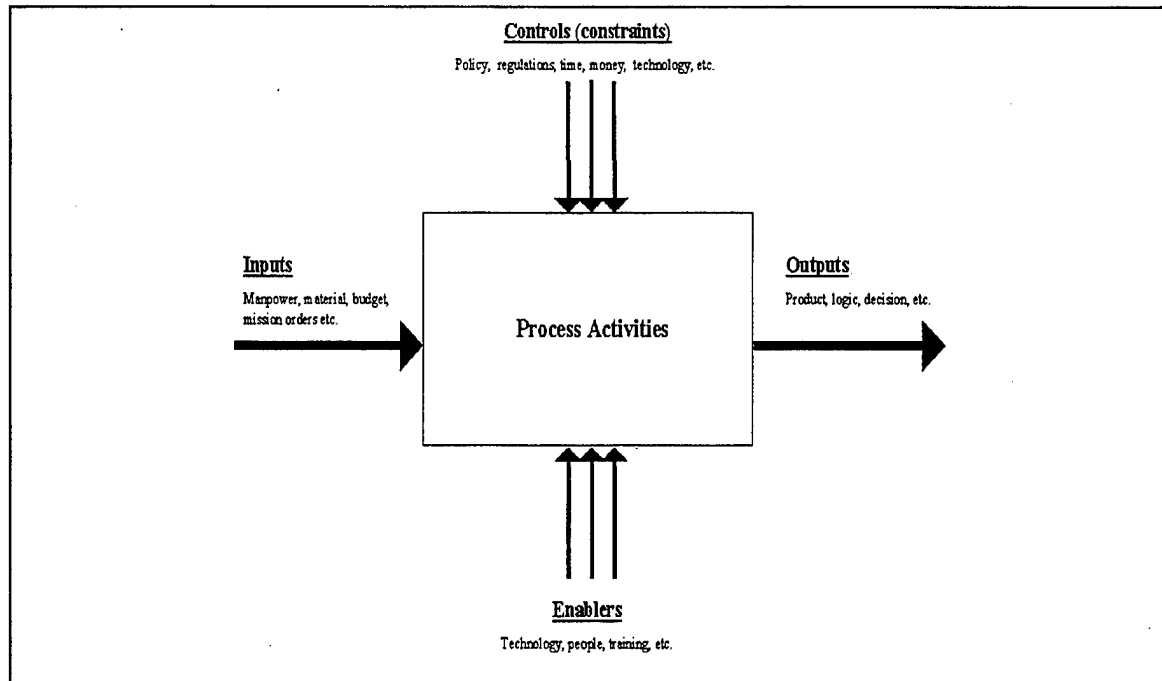 Controls (constraints)
Policy, regulations, time, money, technology, etc.
Inputs
Manpower, material, budget,
mission orders etc.
Process Activities
Outputs
Product, logic, decision, etc.
Enablers
Technology, people, training, etc.